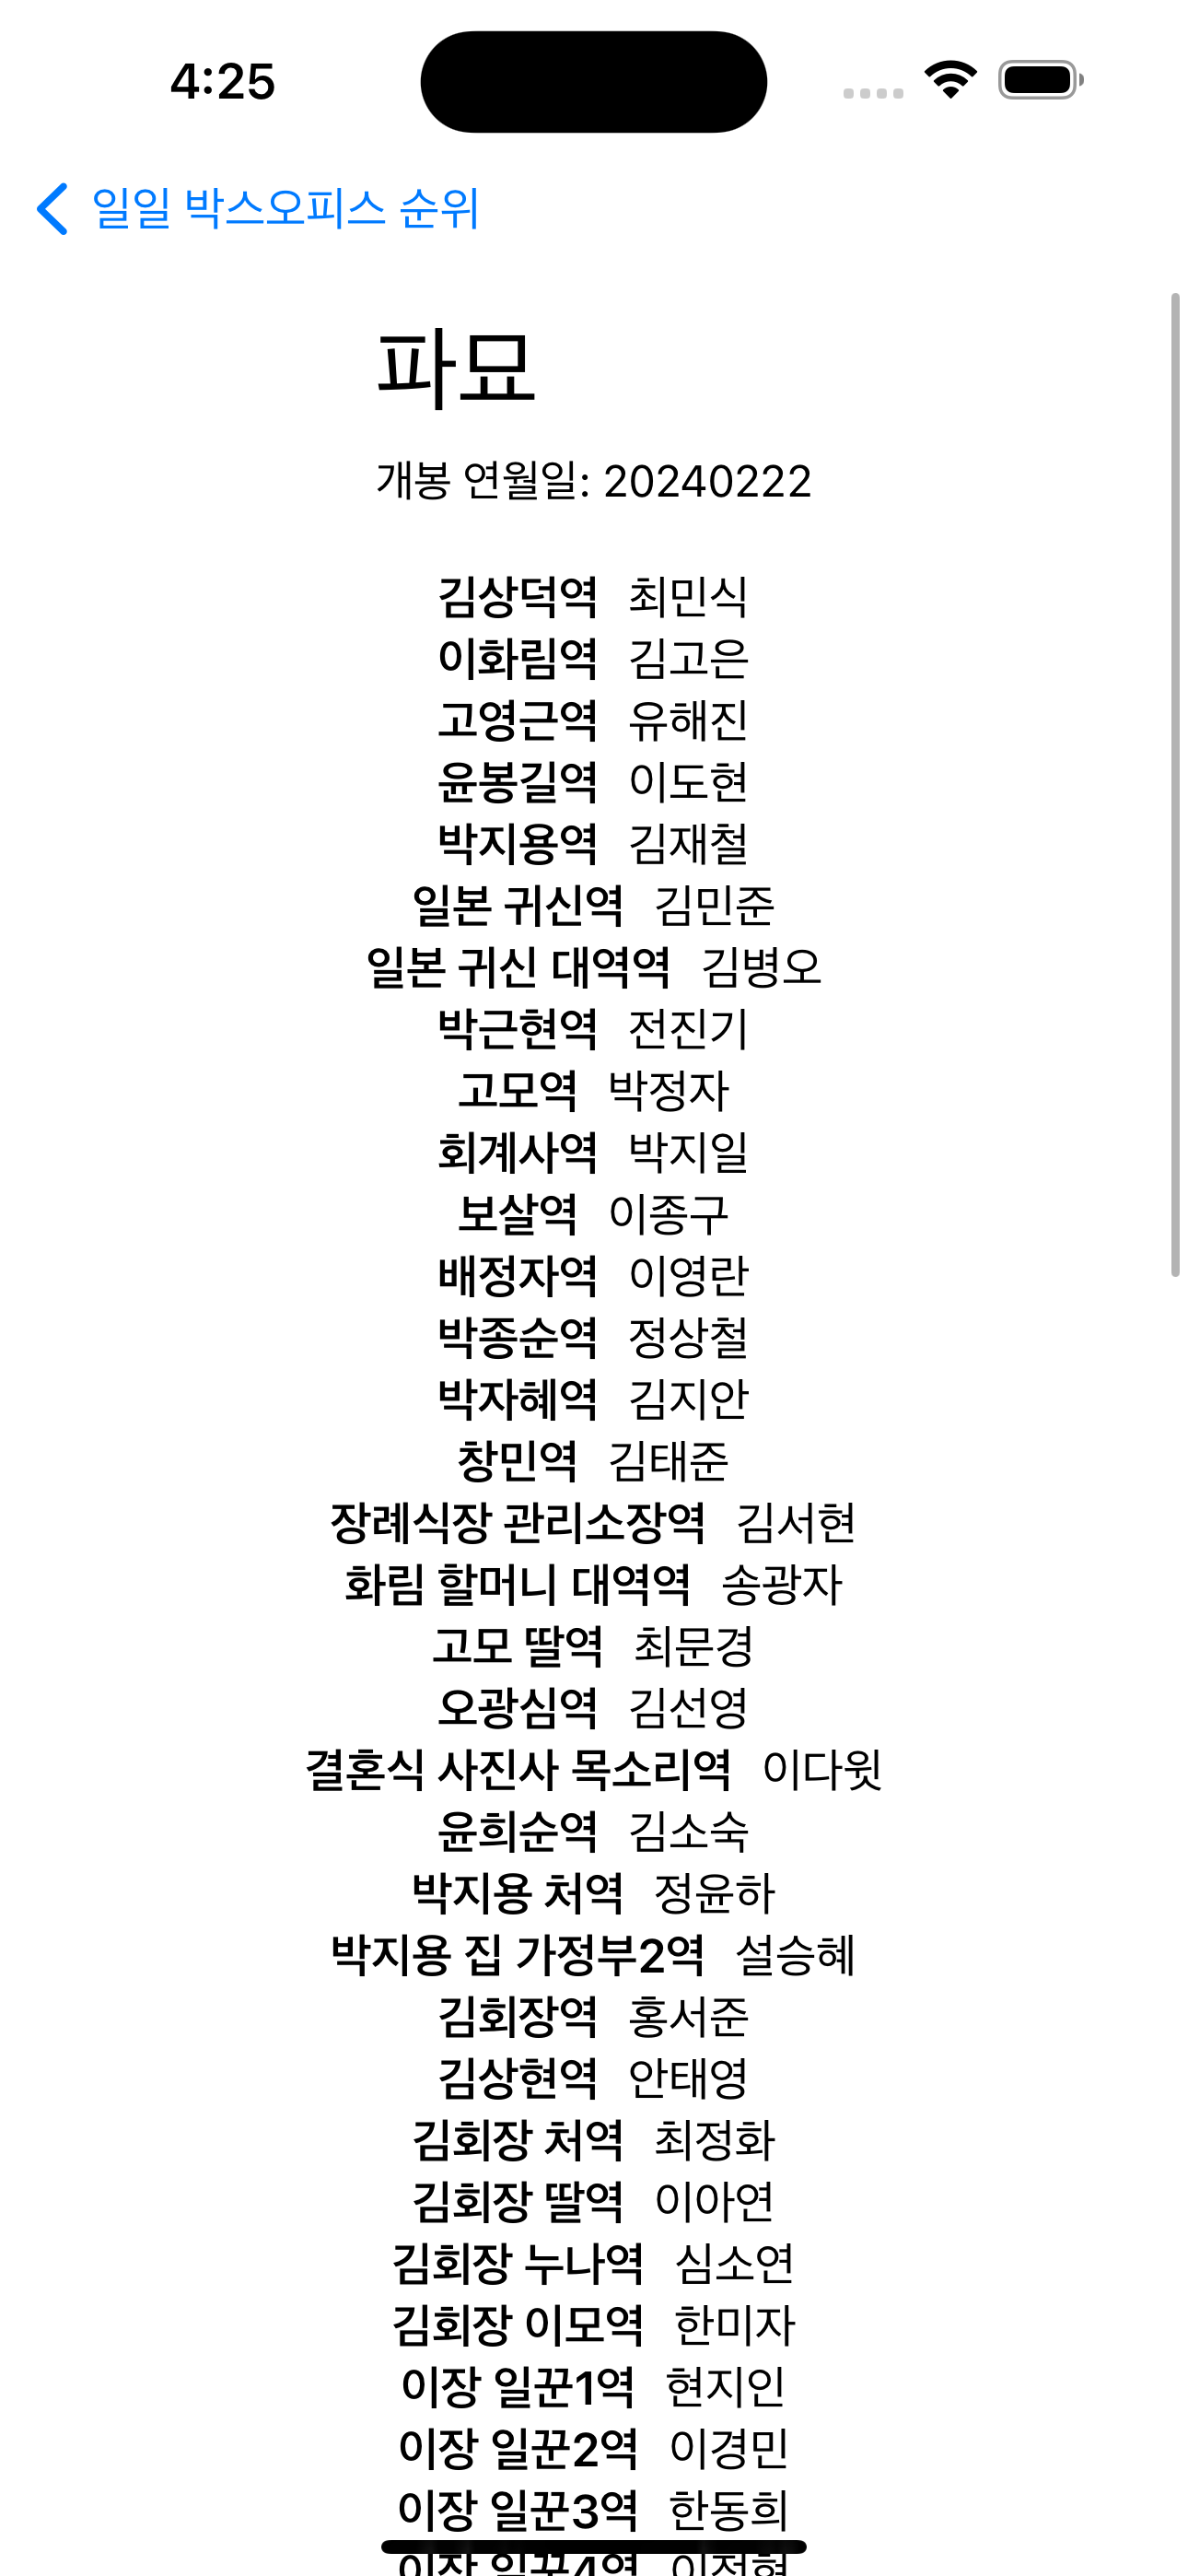 4:25
일일 박스오피스 순위
파묘
개봉 연월일: 20240222
김상덕역 최민식
이화림역 김고은
고영근역 유해진
윤봉길역 이도현
박지용역 김재철
일본 귀신역 김민준
일본 귀신 대역역 김병오
박근현역 전진기
고모역 박정자
회계사역 박지일
보살역 이종구
배정자역 이영란
박종순역 정상철
박자혜역 김지안
창민역 김태준
장례식장 관리소장역 김서현
화림 할머니 대역역 송광자
고모 딸역 최문경
오광심역 김선영
결혼식 사진사 목소리역 이다윗
윤희순역 김소숙
박지용 처역 정윤하
박지용 집 가정부2역 설승혜
김회장역 홍서준
김상현역 안태영
김회장 처역 최정화
김회장 딸역 이아연
김회장 누나역 심소연
김회장 이모역 한미자
이장 일꾼1역 현지인
이장 일꾼2역 이경민
이장 일꾼3역 한동희
이장 일꾼4역